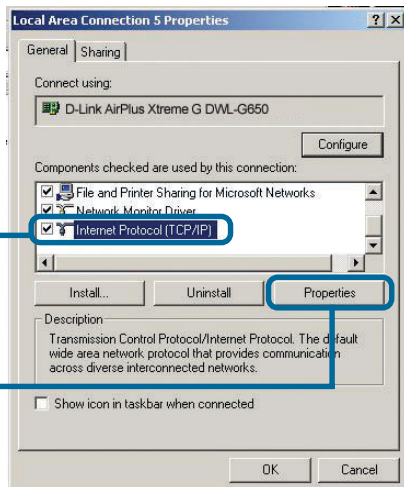 Local Area Connection 5 Properties
General
Sharing
Connect using:
D-Link AirPlus Xtreme G DWL-G650
Configure
Components checked are used by this connection:
File and Printer Sharing for Microsoft Networks
Network Monitor Driver
Internet Protocol (TCP/IP)
Install...
Uninstall
Properties
Description
Transmission Control Protocol/Internet Protocol. The default
wide area network protocol that provides communication
across diverse interconnected networks.
Show icon in taskbar when connected
OK
Cancel